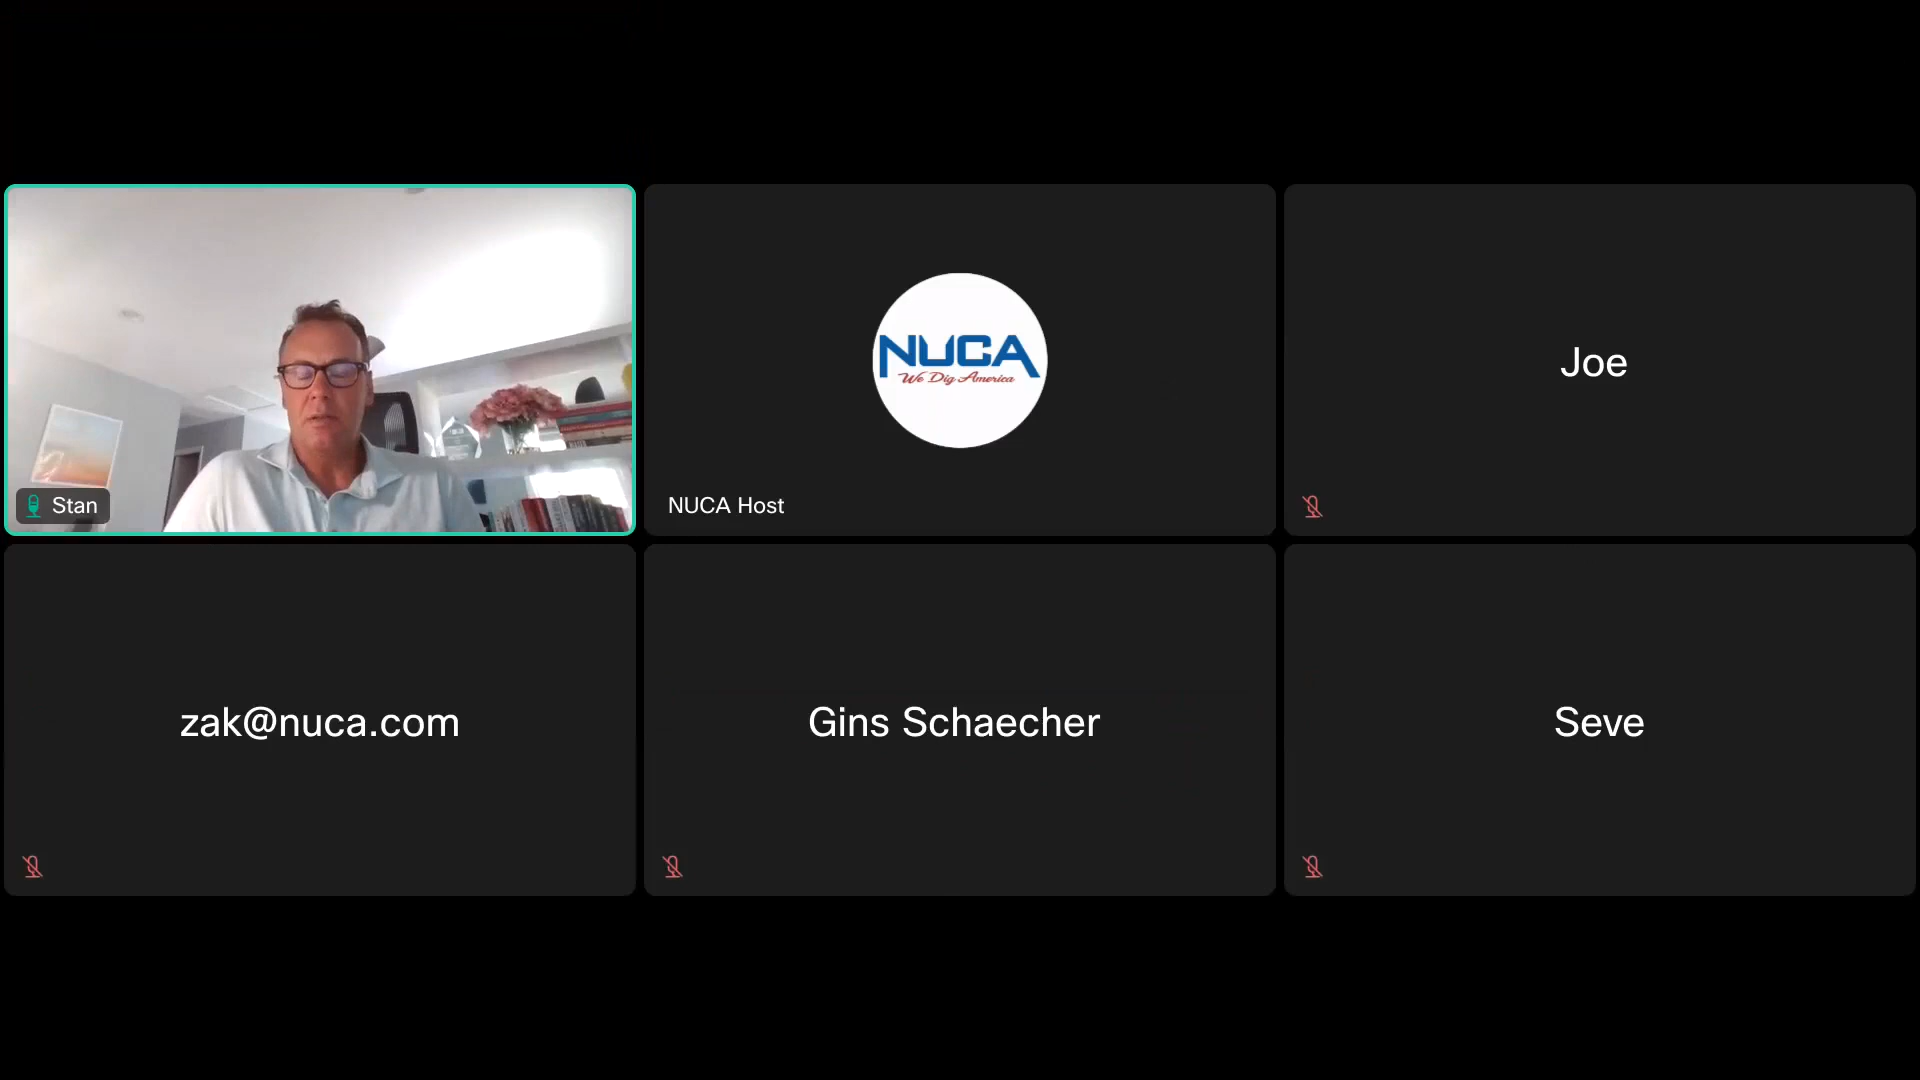 NUCA
We Dig America
Stan
NUCA Host
Joe
zak@nuca.com
Gins Schaecher
Seve